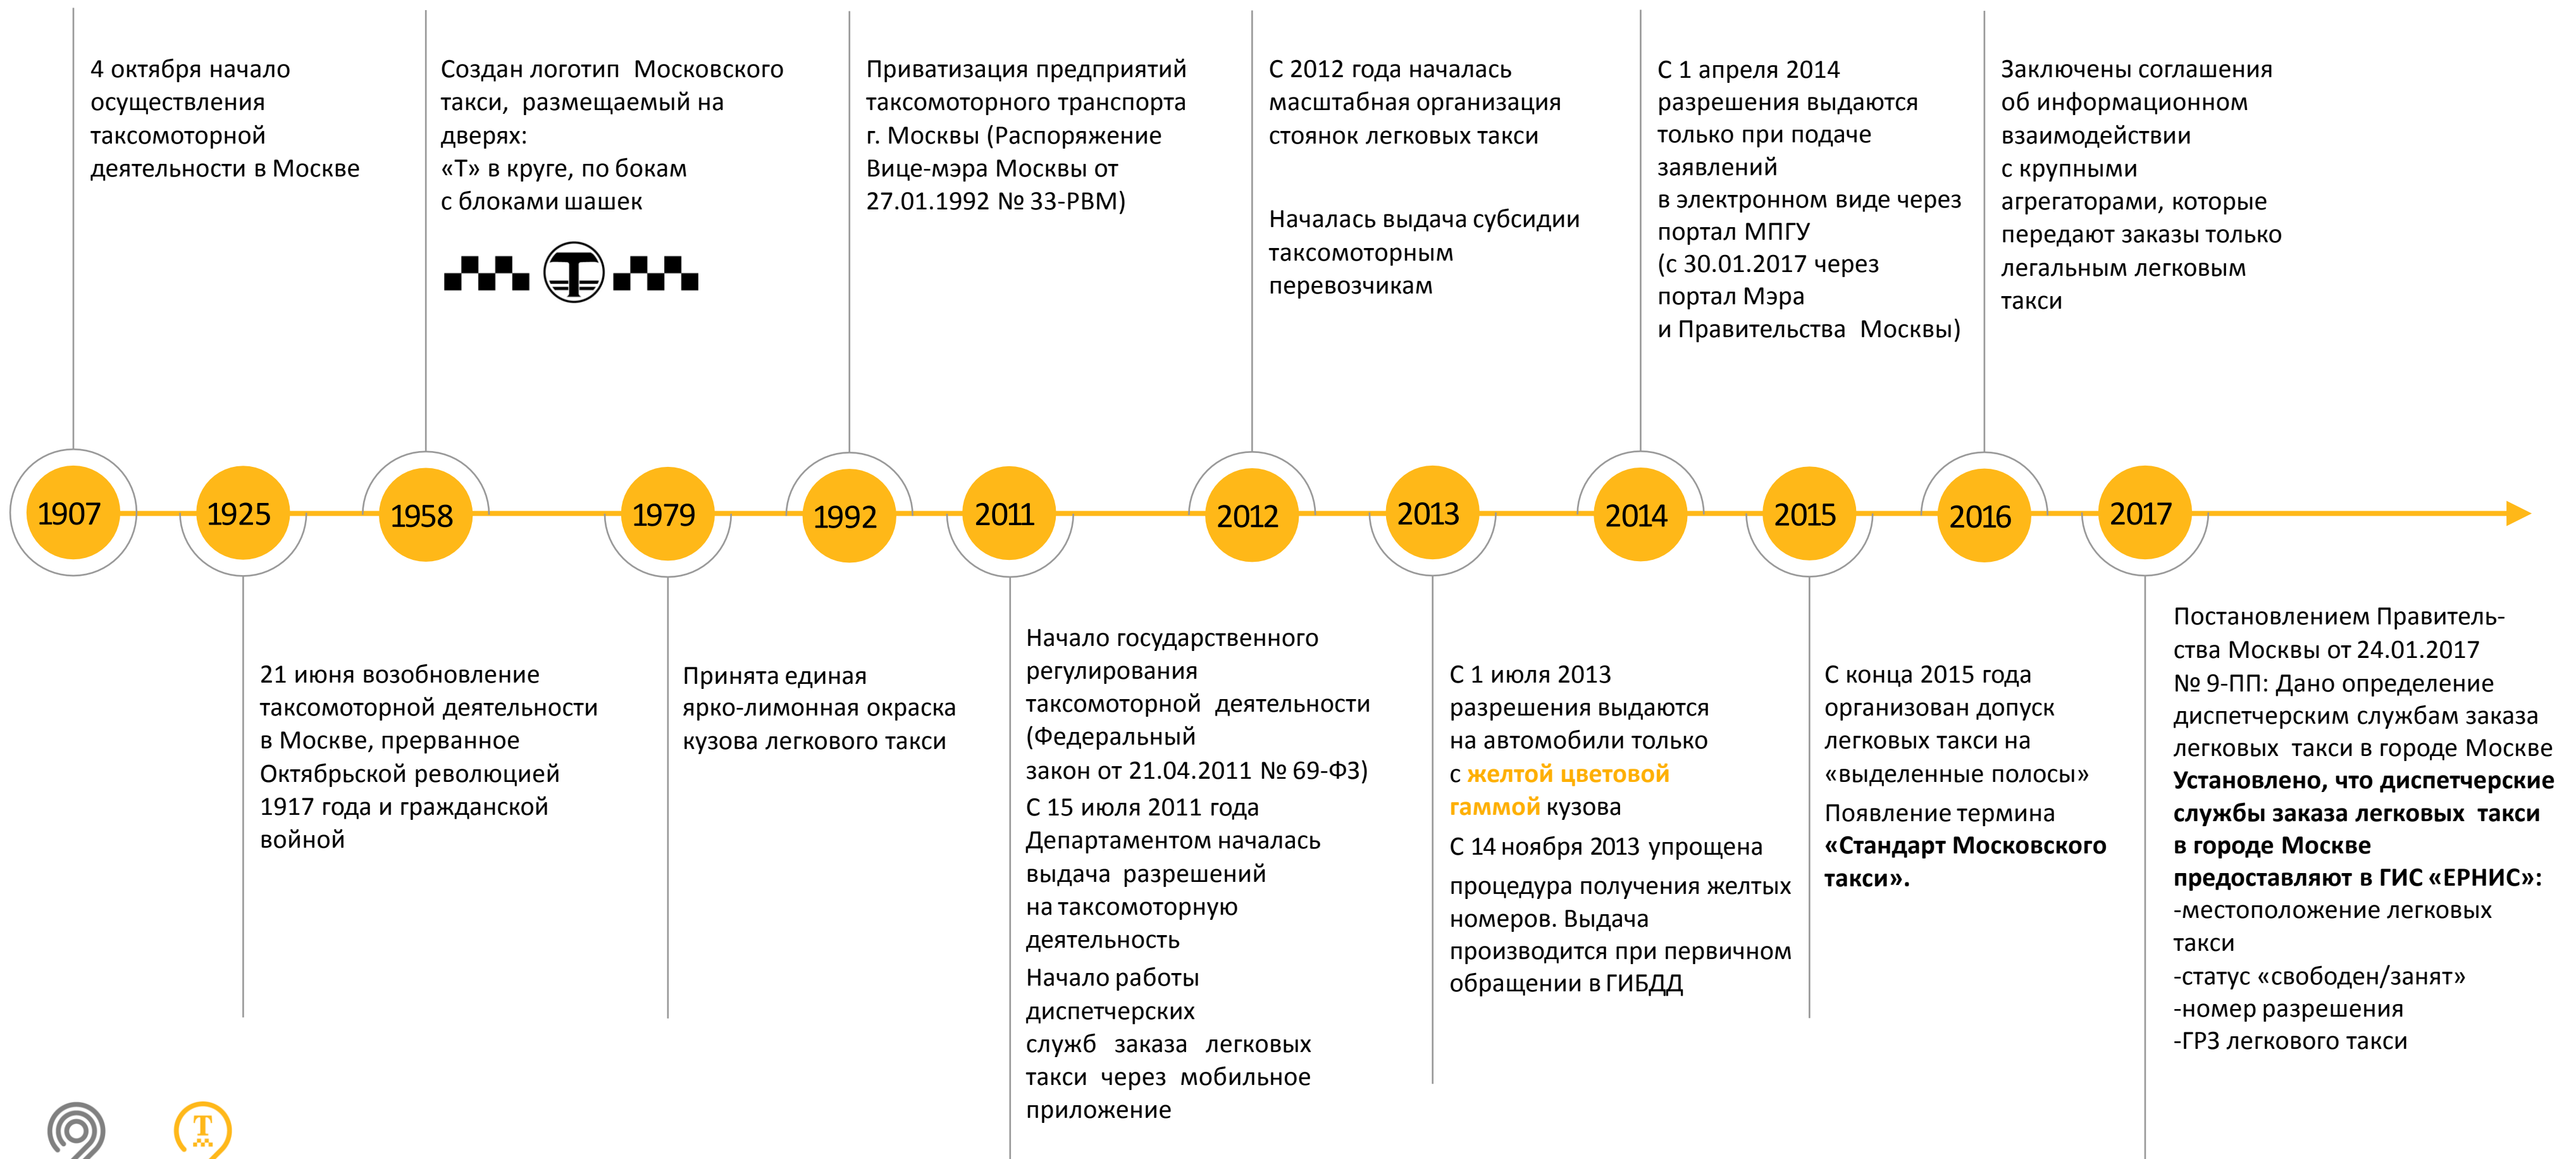 4 октября начало
осуществления
таксомоторной
деятельности в Москве
Создан логотип Московского
такси, размещаемый на
дверях:
«Т» в круге, по бокам
с блоками шашек
Т
Приватизация предприятий
таксомоторного транспорта
г. Москвы (Распоряжение
Вице-мэра Москвы от
27.01.1992 № 33-РВМ)
С 2012 года началась
масштабная организация
стоянок легковых такси
Началась выдача субсидии
таксомоторным
перевозчикам
С 1 апреля 2014
разрешения выдаются
только при подаче
заявлений
в электронном виде через
портал МПГУ
(с 30.01.2017 через
портал Мэра
и Правительства Москвы)
Заключены соглашения
об информационном
взаимодействии
с крупными
агрегаторами, которые
передают заказы только
легальным легковым
такси
1907
1925
1958
1979
1992
2011
2012
2013
2014
2015
2016
2017
21 июня возобновление
таксомоторной деятельности
в Москве, прерванное
Октябрьской революцией
1917 года и гражданской
войной
Принята единая
ярко-лимонная окраска
кузова легкового такси
Начало государственного
регулирования
таксомоторной деятельности
(Федеральный
закон от 21.04.2011 № 69-ФЗ)
С 15 июля 2011 года
Департаментом началась
выдача разрешений
на таксомоторную
деятельность
Начало работы
диспетчерских
служб заказа легковых
такси через мобильное
приложение
С 1 июля 2013
разрешения выдаются
на автомобили только
с желтой цветовой
гаммой кузова
С 14 ноября 2013 упрощена
процедура получения желтых
номеров. Выдача
производится при первичном
обращении в ГИБДД
С конца 2015 года
организован допуск
легковых такси на
«выделенные полосы»
Появление термина
«Стандарт Московского
такси».
Постановлением Правитель-
ства Москвы от 24.01.2017
№ 9-ПП: Дано определение
диспетчерским службам заказа
легковых такси в городе Москве
Установлено, что диспетчерские
службы заказа легковых такси
в городе Москве
предоставляют в ГИС «ЕРНИС»:
-местоположение легковых
такси
-статус «свободен/занят»
-номер разрешения
-ГРЗ легкового такси
Т